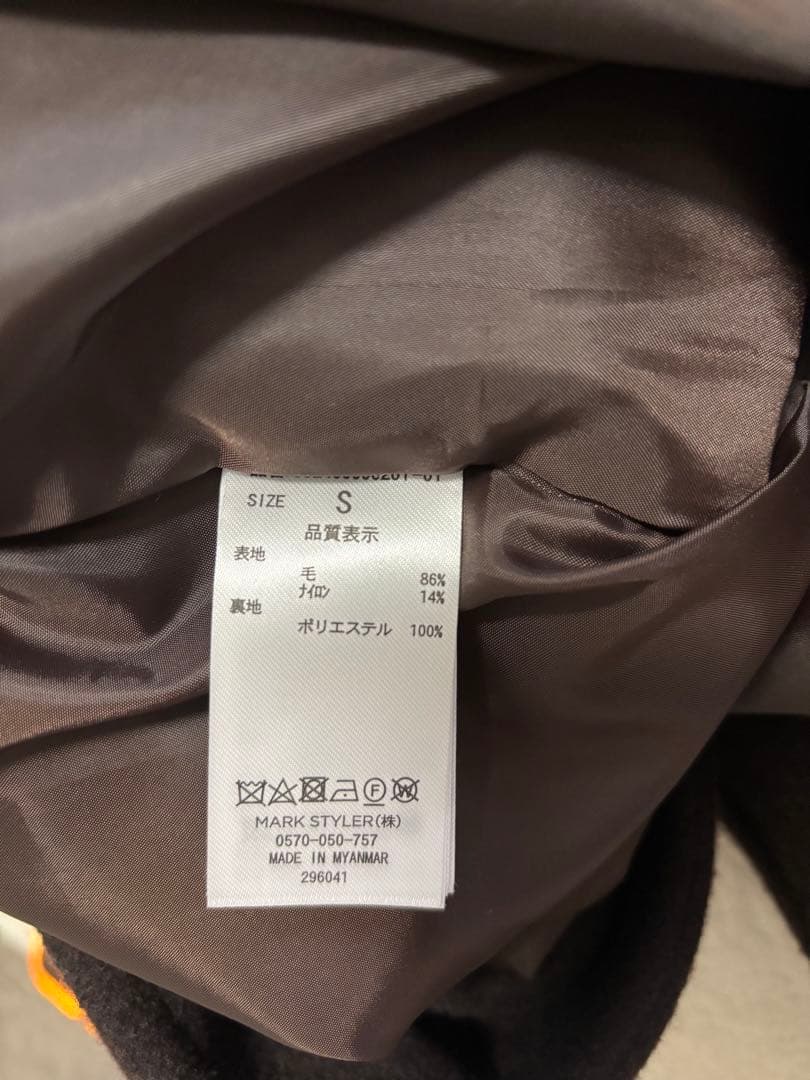 SIZE S
品質表示
表地
毛 86%
ナイロン 14%
裏地
ポリエステル 100%
MARK STYLER(株)
0570-050-757
MADE IN MYANMAR
296041